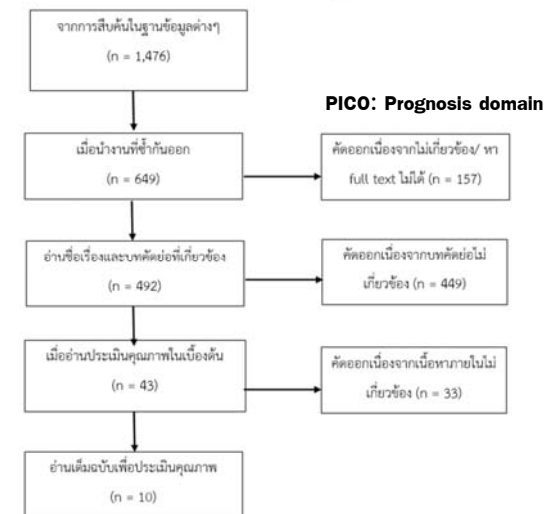 จากการสืบค้นในฐานข้อมูลต่างๆ
(n = 1,476)
PICO: Prognosis domain
เมื่อนำงานที่ซ้ำกันออก
(n = 649)
คัดออกเนื่องจากไม่เกี่ยวข้อง/ หา
full text ไม่ได้ (n = 157)
อ่านชื่อเรื่องและบทคัดย่อที่เกี่ยวข้อง
(n = 492)
คัดออกเนื่องจากบทคัดย่อไม่
เกี่ยวข้อง (n = 449)
เมื่ออ่านประเมินคุณภาพในเบื้องต้น
(n = 43)
คัดออกเนื่องจากเนื้อหาภายในไม่
เกี่ยวข้อง (n = 33)
อ่านเต็มฉบับเพื่อประเมินคุณภาพ
(n = 10)